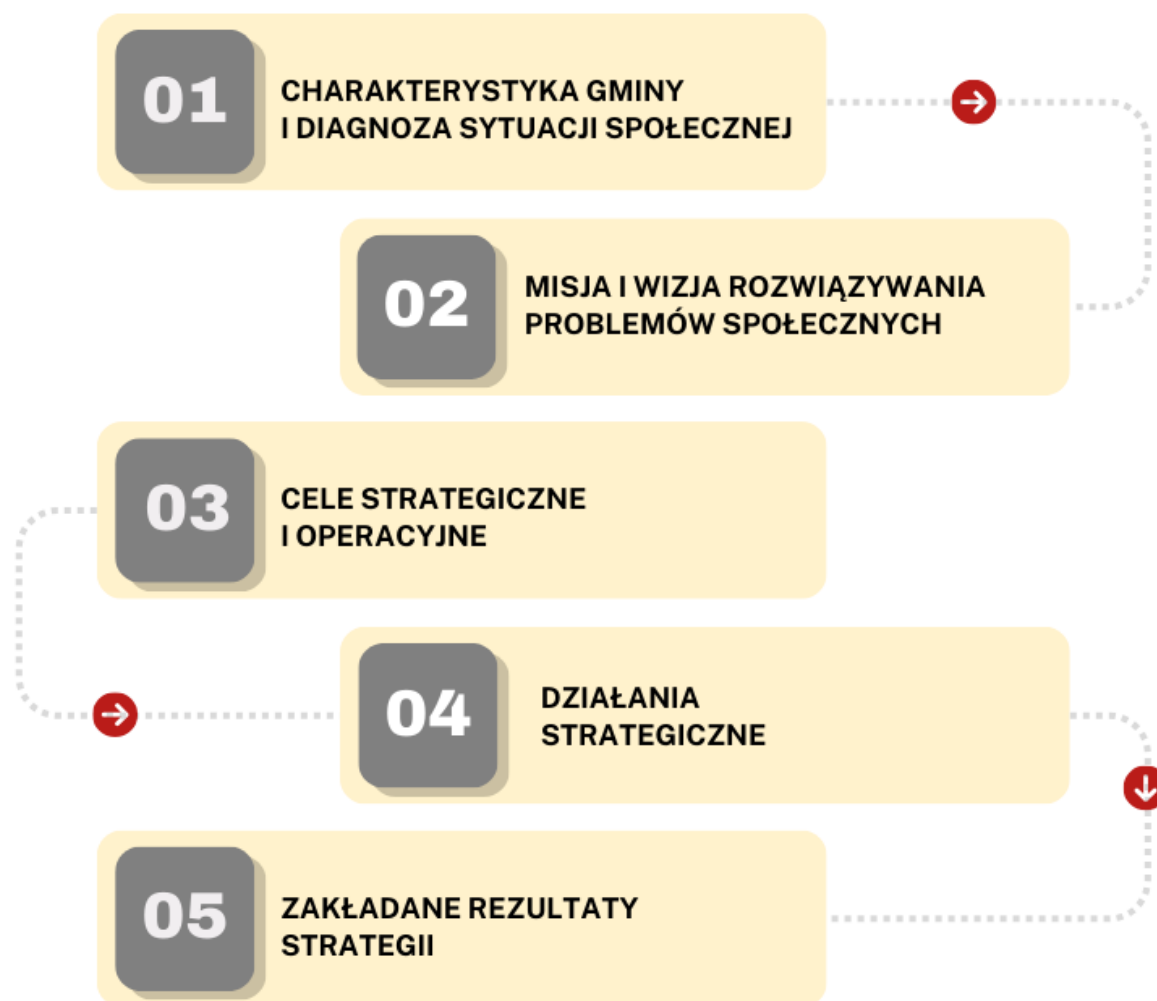 01
CHARAKTERYSTYKA GMINY
I DIAGNOZA SYTUACJI SPOŁECZNEJ
02
MISJA I WIZJA ROZWIĄZYWANIA
PROBLEMÓW SPOŁECZNYCH
03
CELE STRATEGICZNE
I OPERACYJNE
04
DZIAŁANIA
STRATEGICZNE
05
ZAKŁADANE REZULTATY
STRATEGII